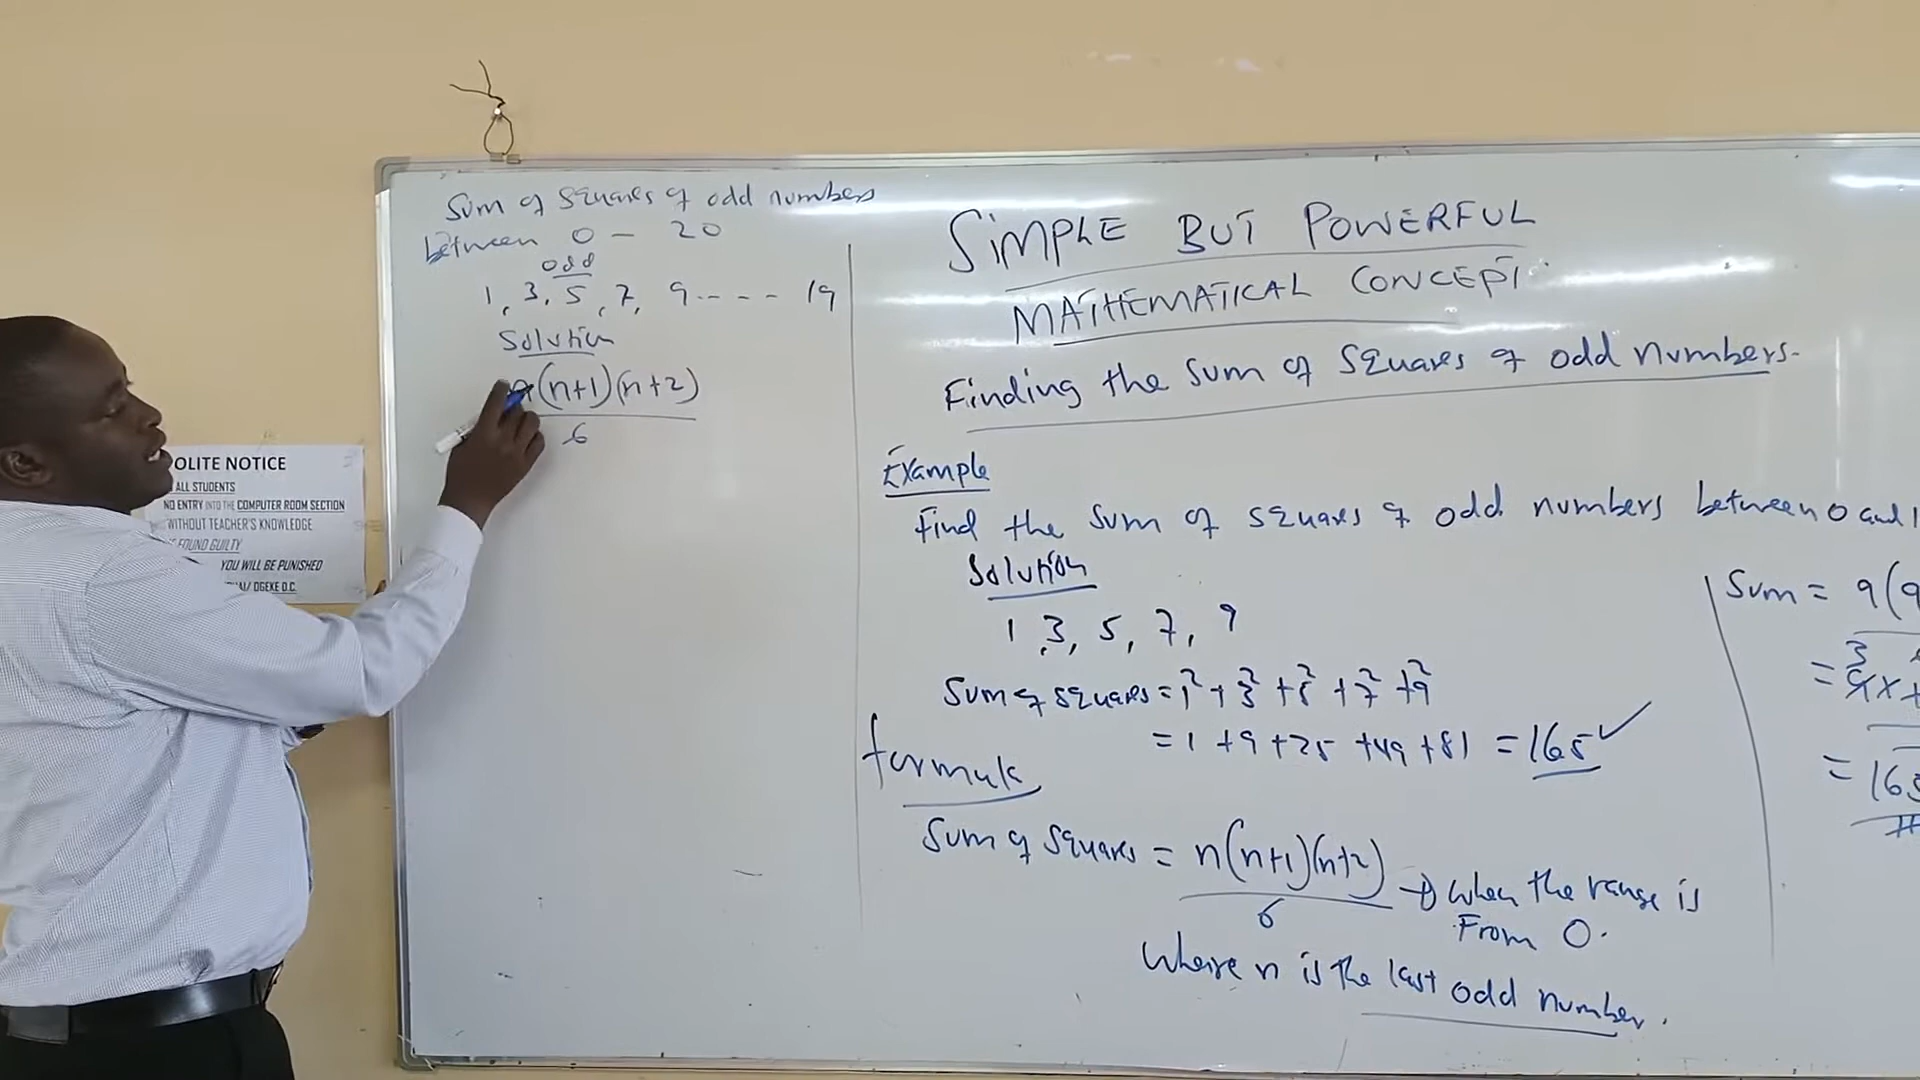 Sum of squares of odd numbers
between 0 - 20
odd
1, 3, 5, 7, 9 - - - - 19
Solution
(n+1)(n+2)
6
OLITE NOTICE
ALL STUDENTS
NO ENTRY INTO THE COMPUTER ROOM SECTION
WITHOUT TEACHER'S KNOWLEDGE
FOUND GUILTY
YOU WILL BE PUNISHED
OGEKE D.C.
SIMPLE BUT POWERFUL
MATHEMATICAL CONCEPT
Finding the sum of squares of odd numbers.
Example
Find the sum of squares of odd numbers between 0 and 1
Solution
1, 3, 5, 7, 9
Sum of squares = 1² + 3² + 5² + 7² + 9²
= 1 + 9 + 25 + 49 + 81 = 165 ✓
formula
Sum of squares = n(n+1)(n+2)
6
→ when the range is
From 0.
Where n is the last odd number.
Sum = 9(9
3
= 9x
= 165